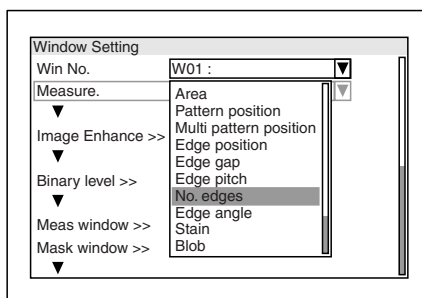 Window Setting
Win No. W01 :
Measure.
Area
Pattern position
Multi pattern position
Edge position
Edge gap
Edge pitch
No. edges
Edge angle
Stain
Blob
Image Enhance >>
Binary level >>
Meas window >>
Mask window >>